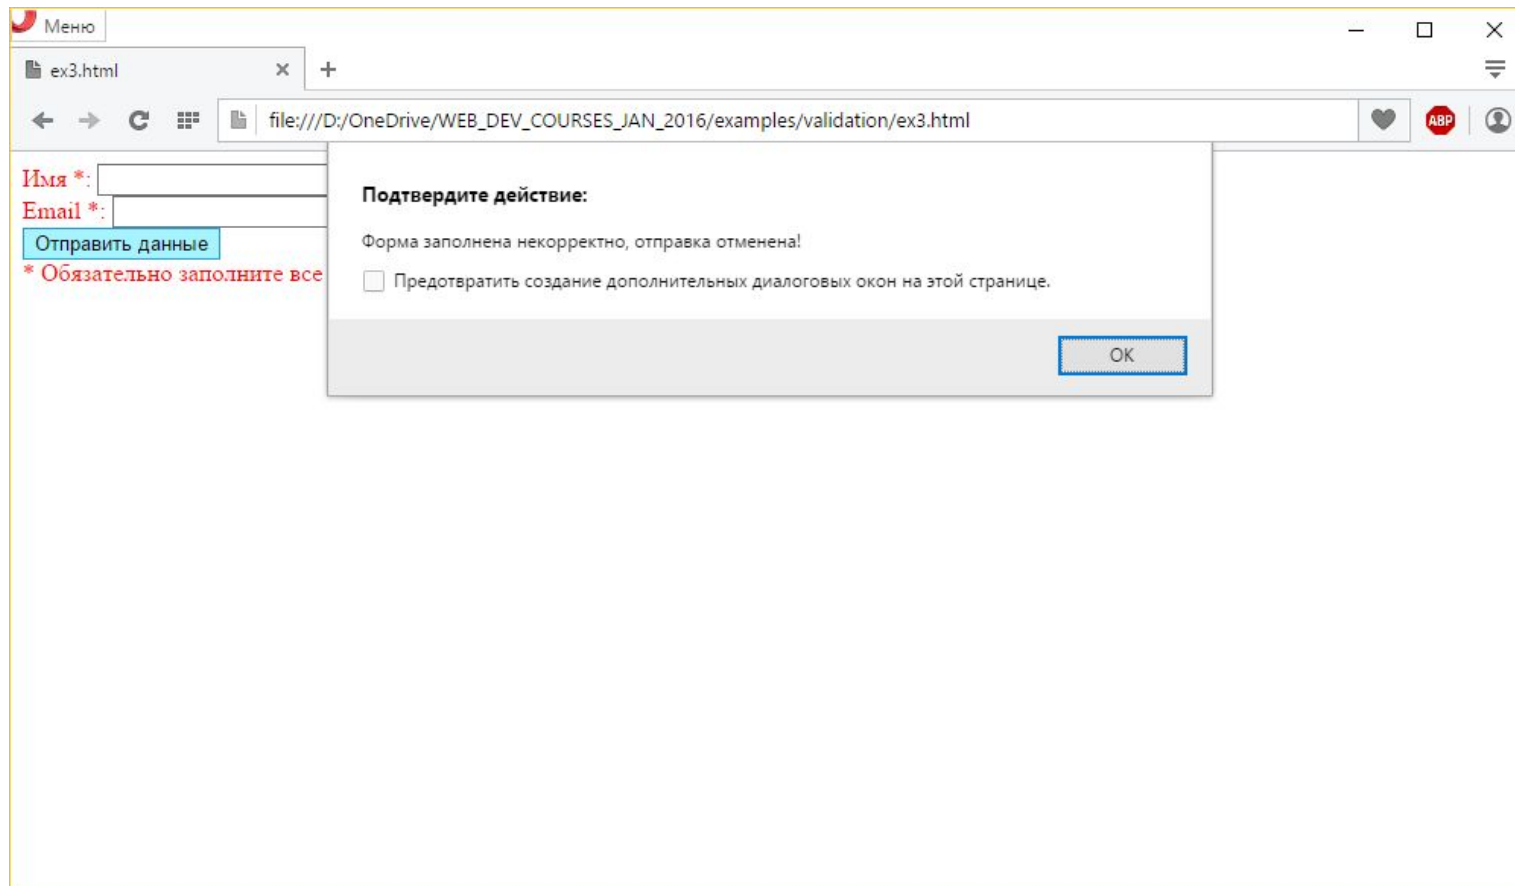 Меню
ex3.html
file:///D:/OneDrive/WEB_DEV_COURSES_JAN_2016/examples/validation/ex3.html
ABP
Имя *:
Email *:
Отправить данные
* Обязательно заполните все
Подтвердите действие:
Форма заполнена некорректно, отправка отменена!
Предотвратить создание дополнительных диалоговых окон на этой странице.
OK